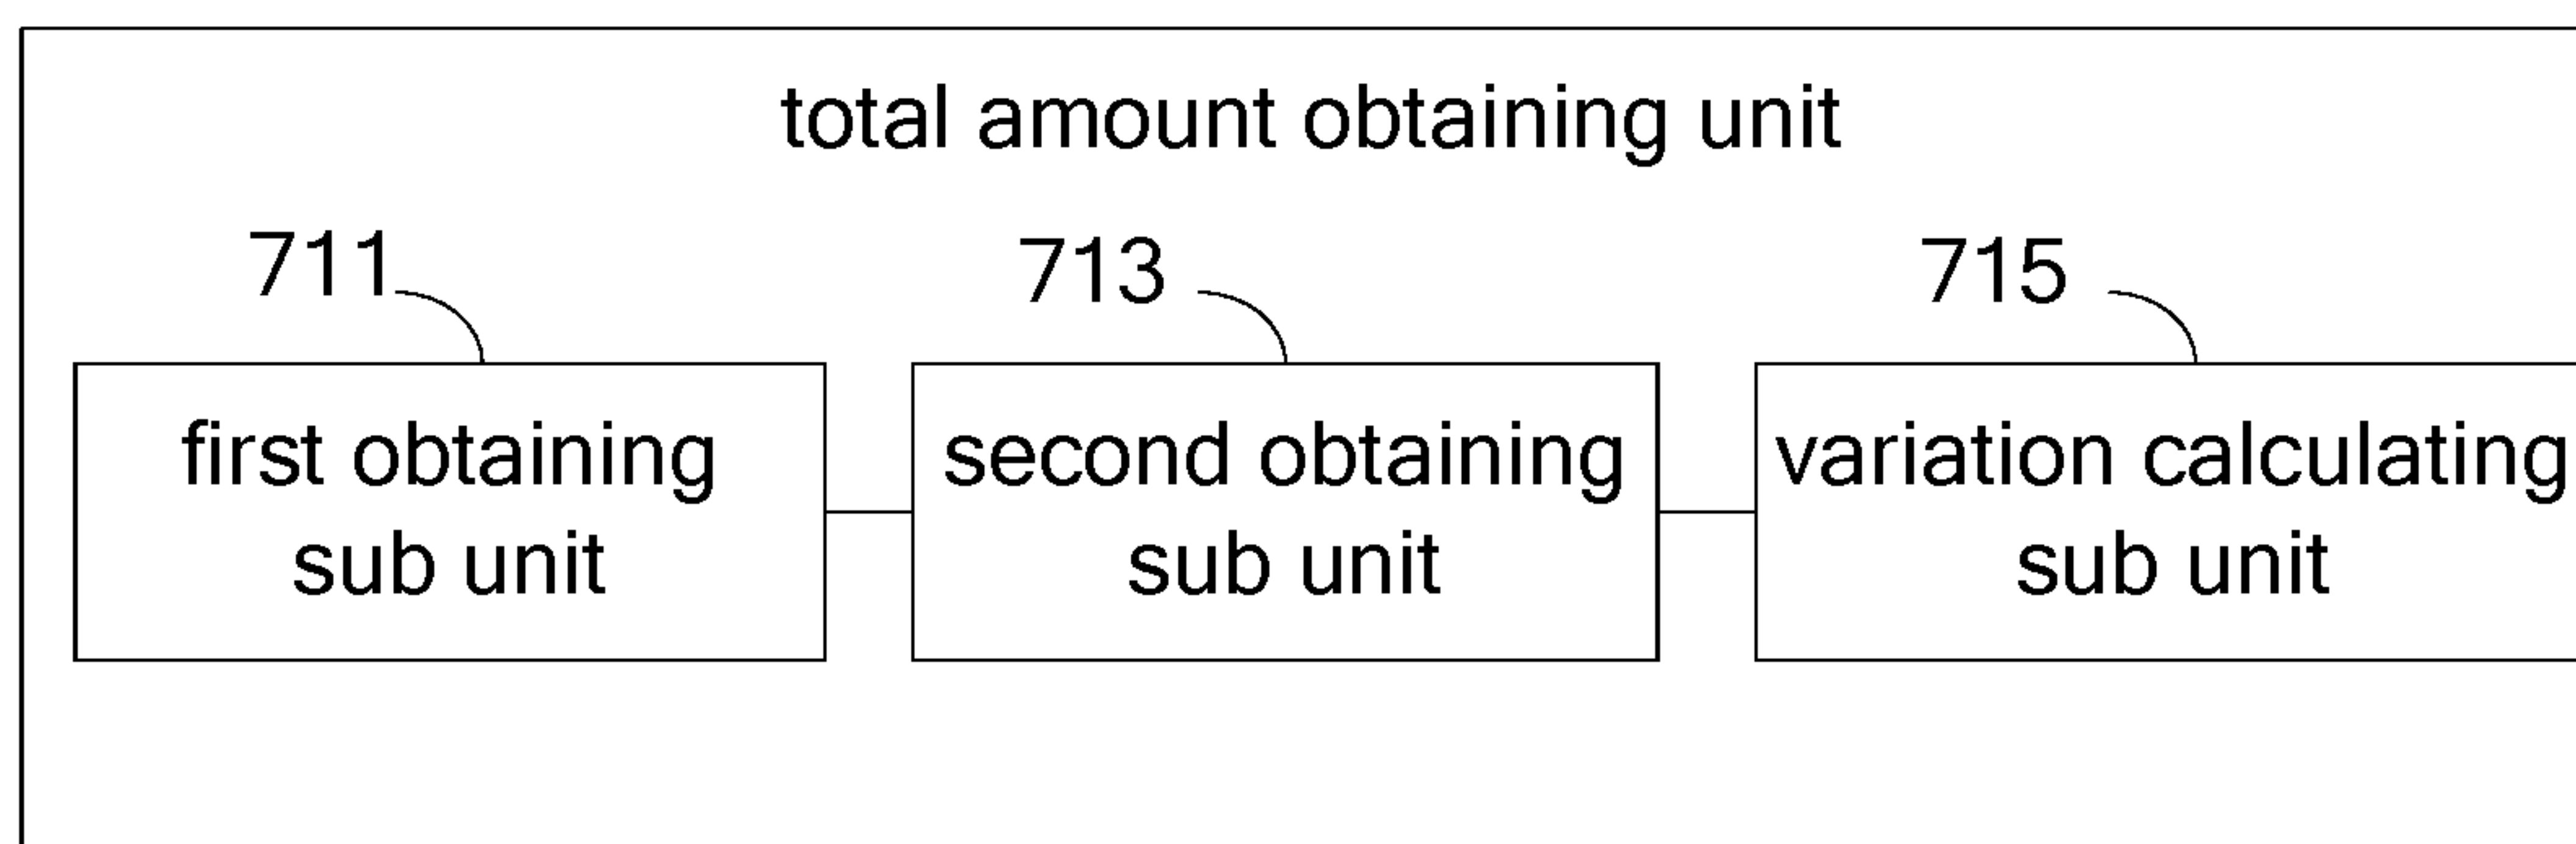 total amount obtaining unit
711
713
715
first obtaining
sub unit
second obtaining
sub unit
variation calculating
sub unit